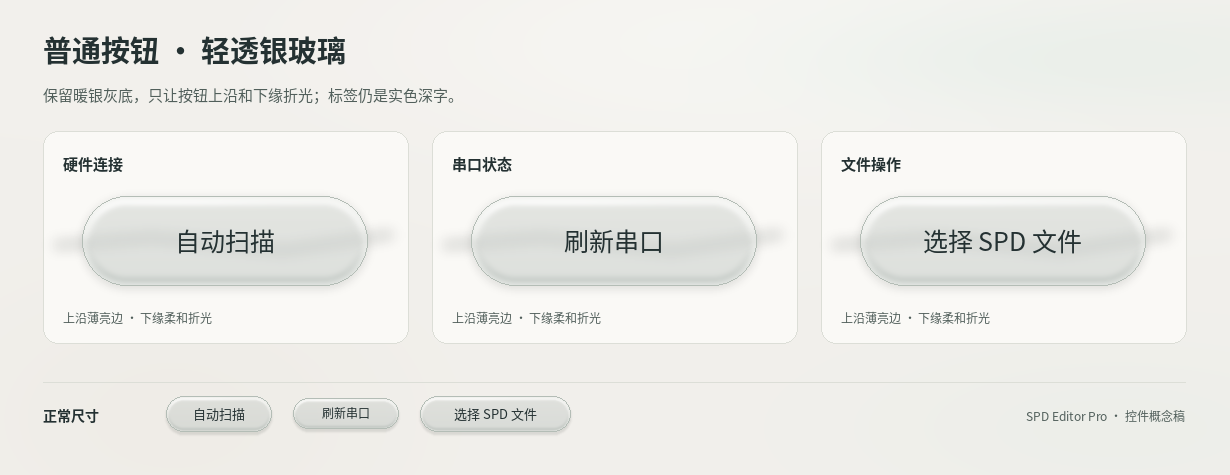 普通按钮 · 轻透银玻璃
保留暖银灰底，只让按钮上沿和下缘折光；标签仍是实色深字。
硬件连接
自动扫描
上沿薄亮边 · 下缘柔和折光
串口状态
刷新串口
上沿薄亮边 · 下缘柔和折光
文件操作
选择 SPD 文件
上沿薄亮边 · 下缘柔和折光
正常尺寸
自动扫描
刷新串口
选择 SPD 文件
SPD Editor Pro · 控件概念稿